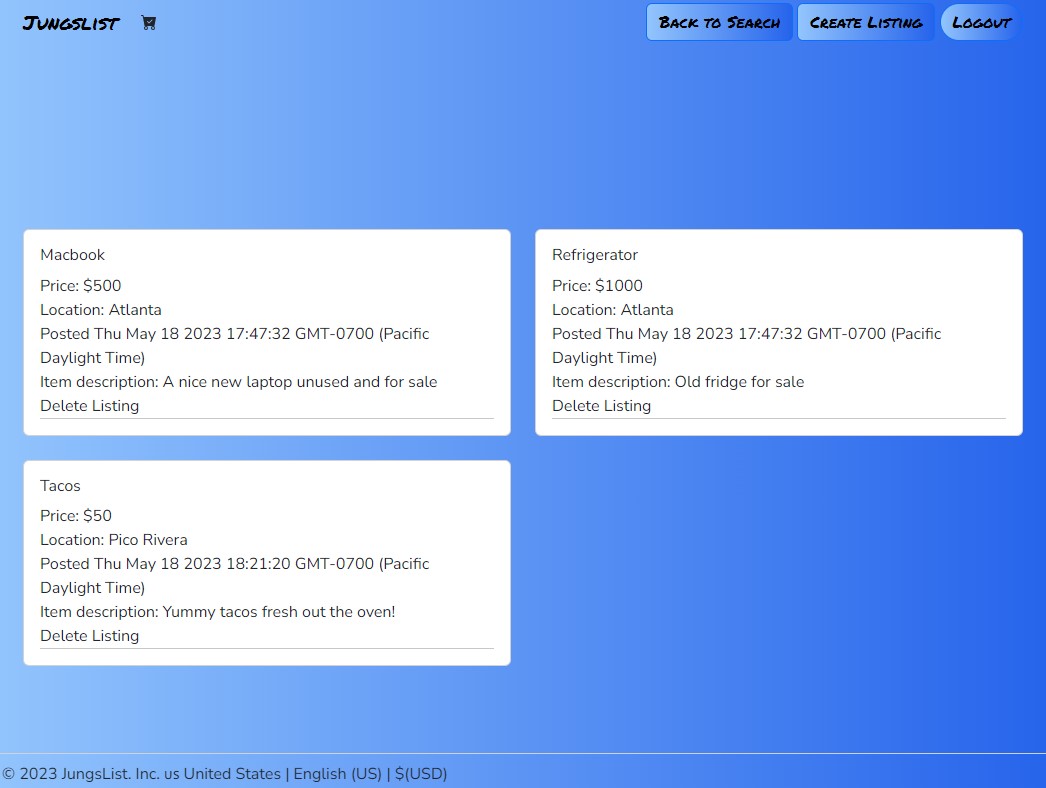 Jungslist
Back to Search
Create Listing
Logout
Macbook
Price: $500
Location: Atlanta
Posted Thu May 18 2023 17:47:32 GMT-0700 (Pacific
Daylight Time)
Item description: A nice new laptop unused and for sale
Delete Listing
Refrigerator
Price: $1000
Location: Atlanta
Posted Thu May 18 2023 17:47:32 GMT-0700 (Pacific
Daylight Time)
Item description: Old fridge for sale
Delete Listing
Tacos
Price: $50
Location: Pico Rivera
Posted Thu May 18 2023 18:21:20 GMT-0700 (Pacific
Daylight Time)
Item description: Yummy tacos fresh out the oven!
Delete Listing
© 2023 JungsList. Inc. us United States | English (US) | $(USD)